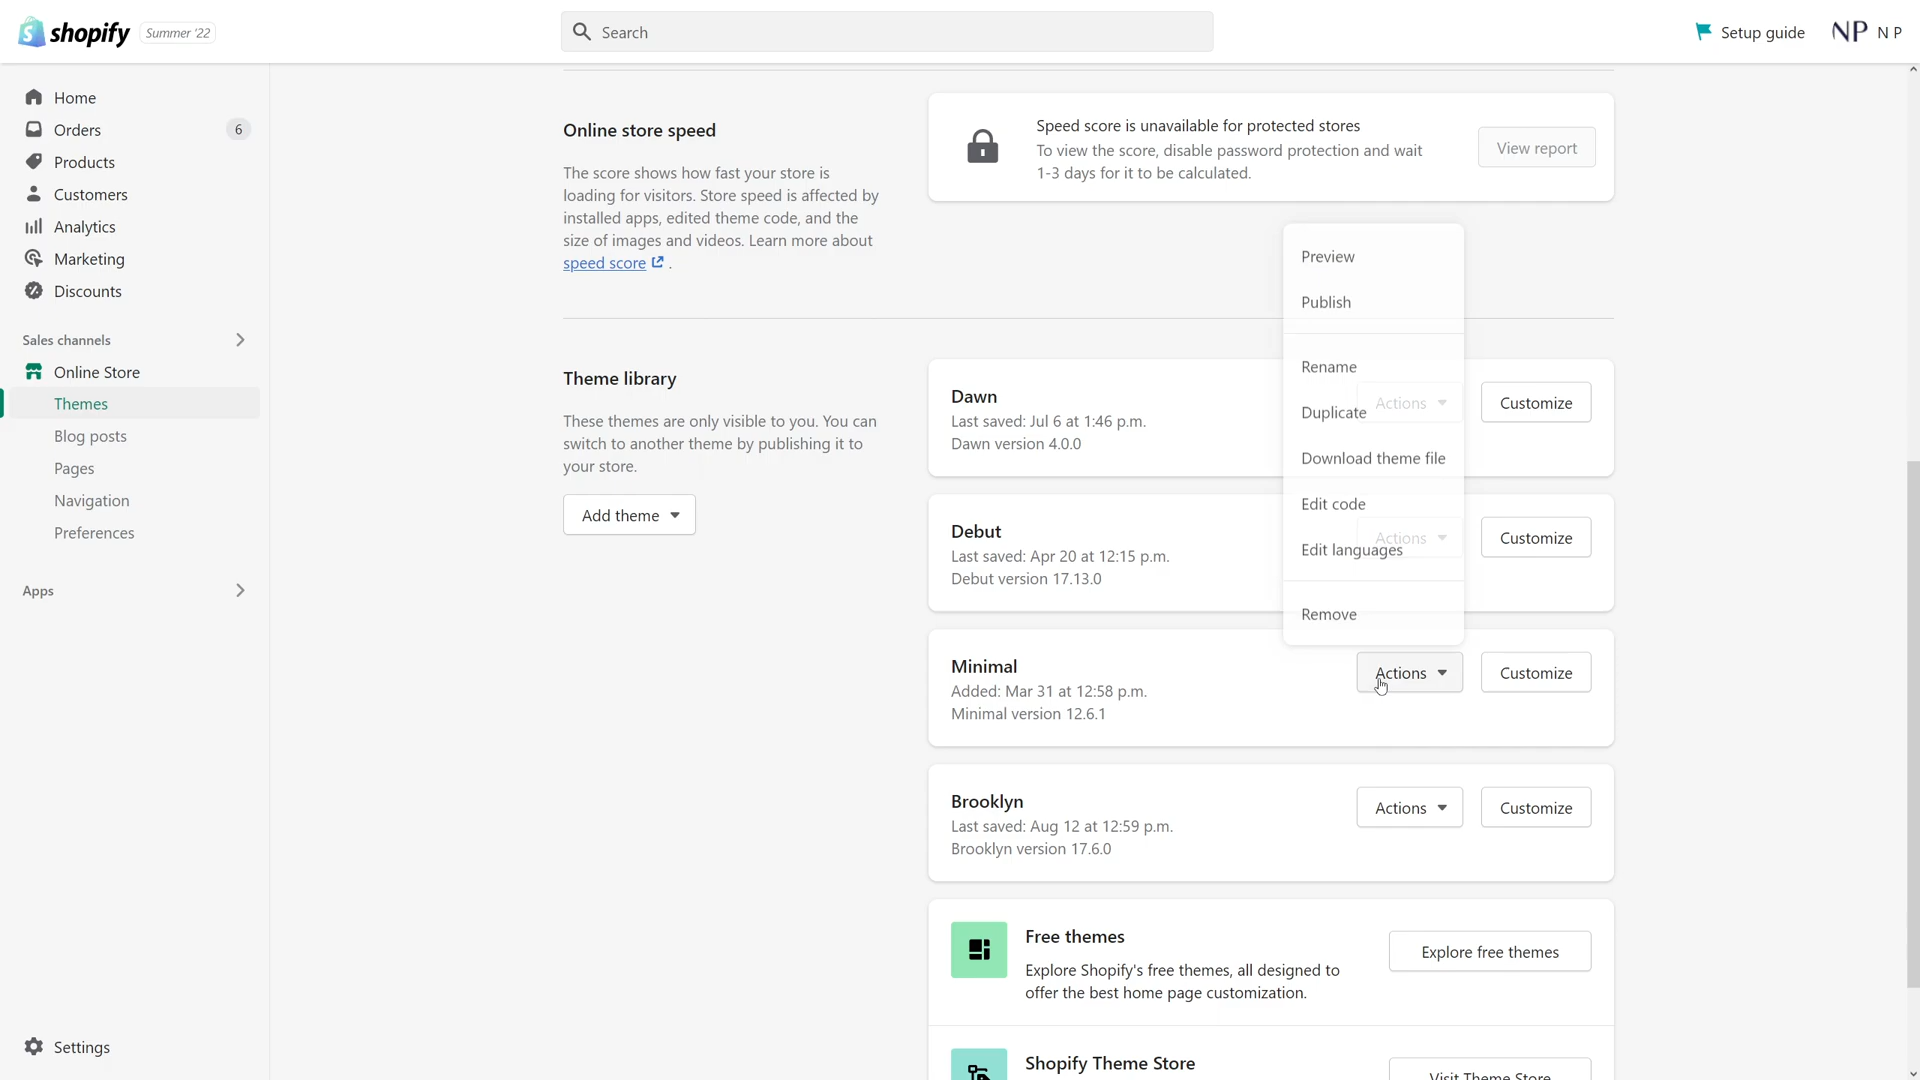 shopify Summer '22
Search
Setup guide
NP N P
Home
Orders 6
Products
Customers
Analytics
Marketing
Discounts
Sales channels
Online Store
Themes
Blog posts
Pages
Navigation
Preferences
Apps
Settings
Online store speed
The score shows how fast your store is
loading for visitors. Store speed is affected by
installed apps, edited theme code, and the
size of images and videos. Learn more about
speed score .
Speed score is unavailable for protected stores
To view the score, disable password protection and wait
1-3 days for it to be calculated.
View report
Theme library
These themes are only visible to you. You can
switch to another theme by publishing it to
your store.
Add theme
Preview
Publish
Rename
Duplicate
Download theme file
Edit code
Edit languages
Remove
Dawn
Last saved: Jul 6 at 1:46 p.m.
Dawn version 4.0.0
Actions
Customize
Debut
Last saved: Apr 20 at 12:15 p.m.
Debut version 17.13.0
Actions
Customize
Minimal
Added: Mar 31 at 12:58 p.m.
Minimal version 12.6.1
Actions
Customize
Brooklyn
Last saved: Aug 12 at 12:59 p.m.
Brooklyn version 17.6.0
Actions
Customize
Free themes
Explore Shopify's free themes, all designed to
offer the best home page customization.
Explore free themes
Shopify Theme Store
Visit Theme Store